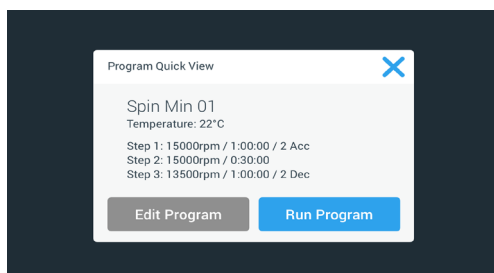 Program Quick View
Spin Min 01
Temperature: 22°C
Step 1: 15000rpm / 1:00:00 / 2 Acc
Step 2: 15000rpm / 0:30:00
Step 3: 13500rpm / 1:00:00 / 2 Dec
Edit Program
Run Program